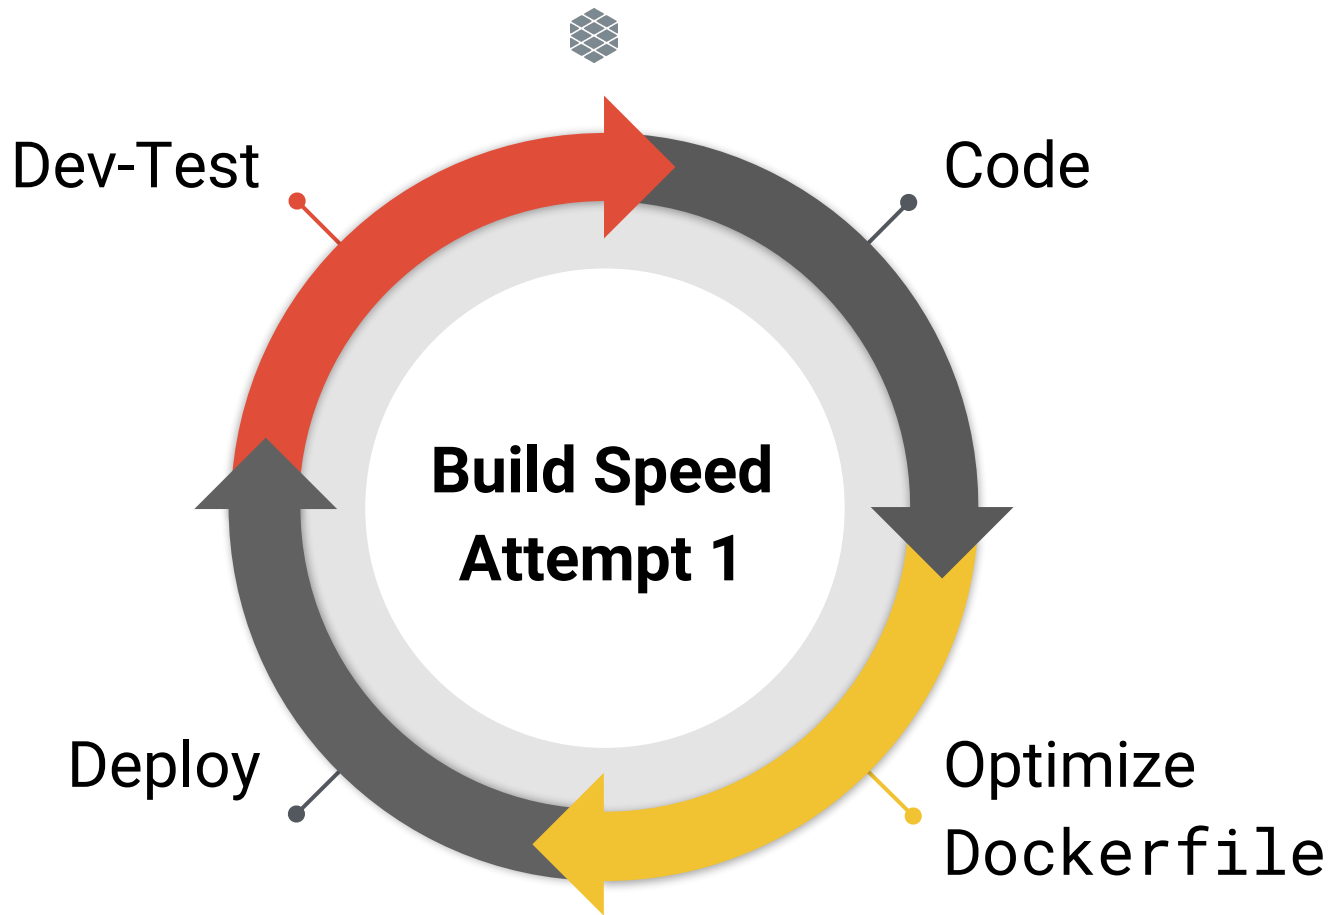 Dev-Test
Code
Build Speed
Attempt 1
Deploy
Optimize
Dockerfile